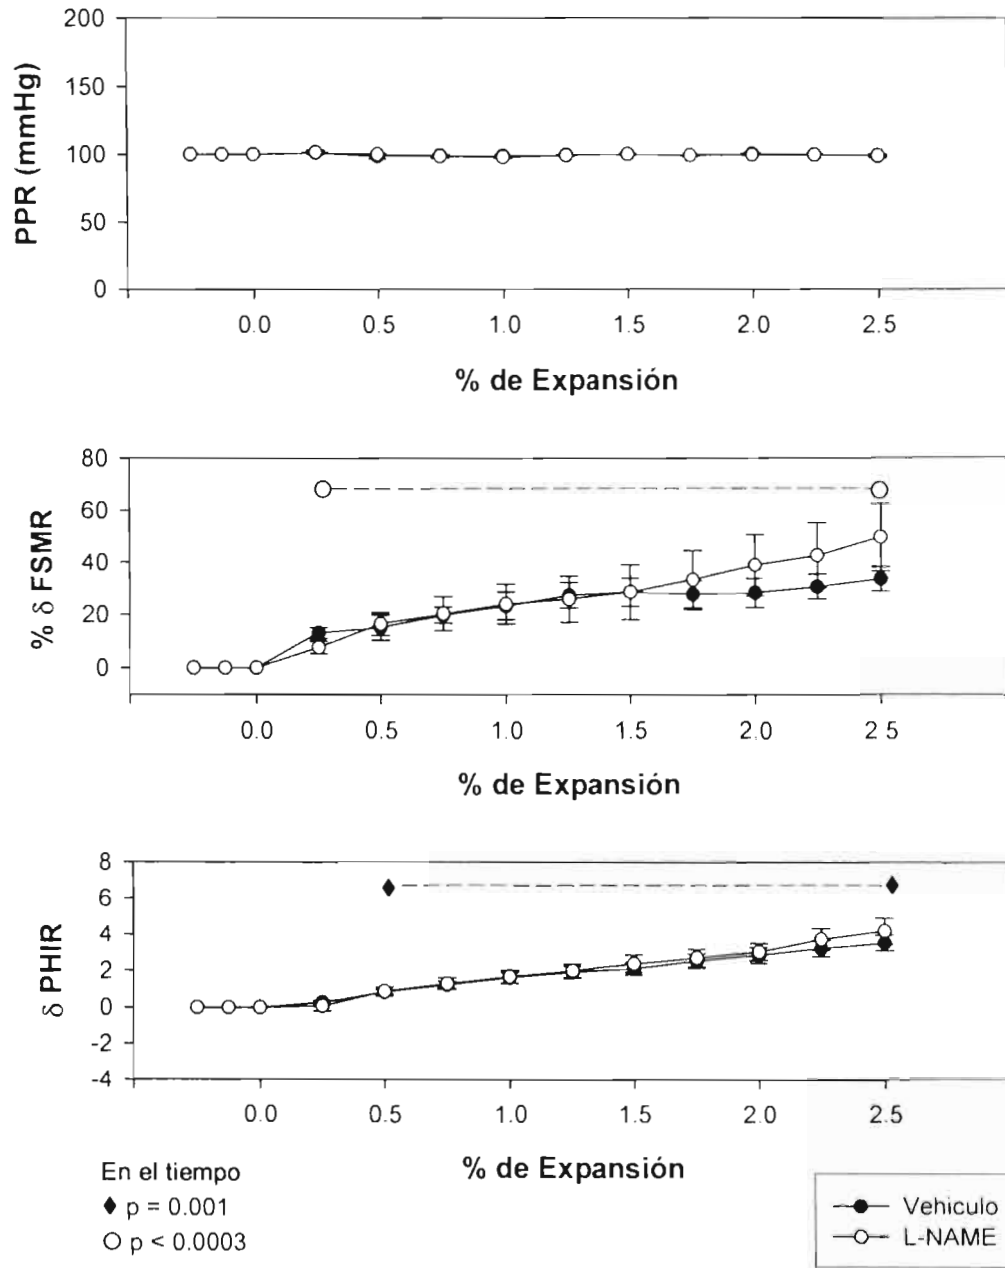 PPR (mmHg)
200
150
100
50
0
0.0 0.5 1.0 1.5 2.0 2.5
% de Expansión
% δ FSMR
80
60
40
20
0
0.0 0.5 1.0 1.5 2.0 2.5
% de Expansión
δ PHIR
8
6
4
2
0
-2
-4
0.0 0.5 1.0 1.5 2.0 2.5
% de Expansión
En el tiempo
♦ p = 0.001
○ p < 0.0003
Vehiculo
L-NAME